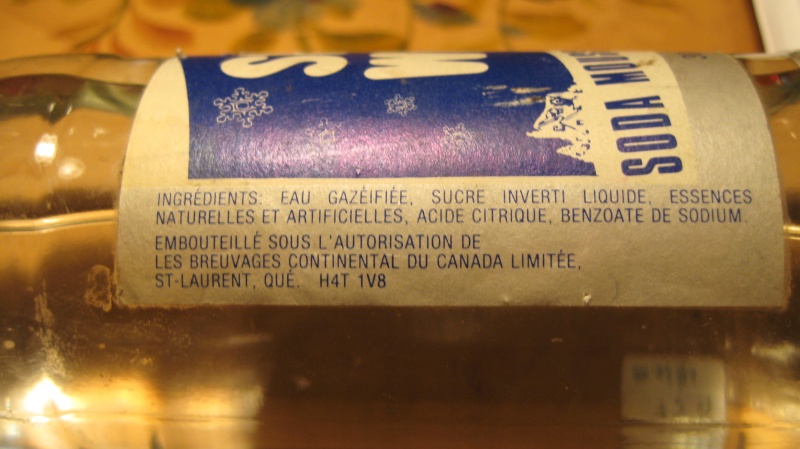 SODA
INGRÉDIENTS: EAU GAZÉIFIÉE, SUCRE INVERTI LIQUIDE, ESSENCES
NATURELLES ET ARTIFICIELLES, ACIDE CITRIQUE, BENZOATE DE SODIUM.
EMBOUTEILLÉ SOUS L'AUTORISATION DE
LES BREUVAGES CONTINENTAL DU CANADA LIMITÉE,
ST-LAURENT, QUÉ. H4T 1V8